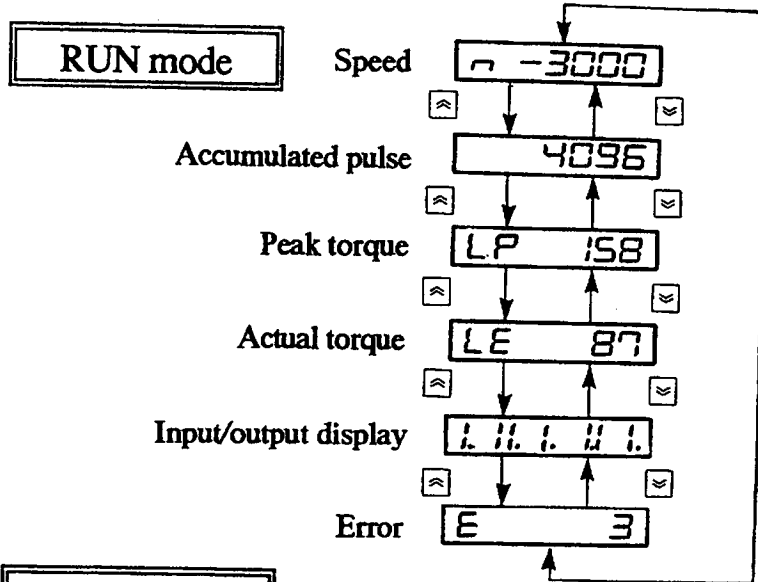 RUN mode
Speed n -3000
Accumulated pulse 4096
Peak torque LP 158
Actual torque LE 87
Input/output display
Error E 3